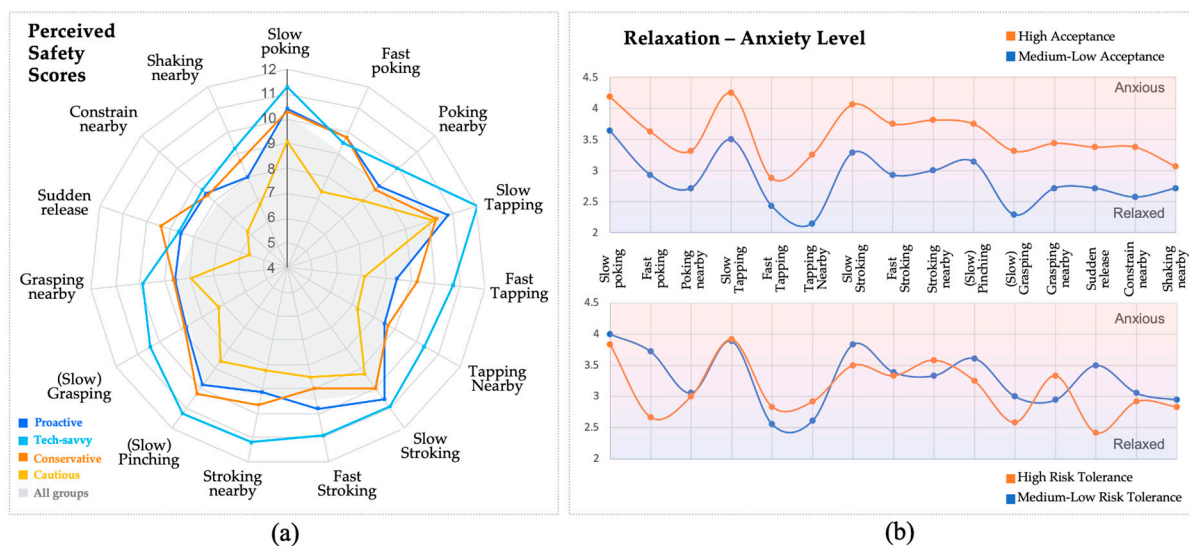 Perceived
Safety
Scores
Slow
poking
Fast
poking
Poking
nearby
Slow
Tapping
Fast
Tapping
Tapping
Nearby
Slow
Stroking
Fast
Stroking
Stroking
nearby
(Slow)
Pinching
(Slow)
Grasping
Grasping
nearby
Sudden
release
Constrain
nearby
Shaking
nearby
12
11
10
9
8
7
6
5
4
Proactive
Tech-savvy
Conservative
Cautious
All groups
(a)
Relaxation – Anxiety Level
High Acceptance
Medium-Low Acceptance
4.5
4
3.5
3
2.5
2
Anxious
Relaxed
Slow
poking
Fast
poking
Poking
nearby
Slow
Tapping
Fast
Tapping
Tapping
Nearby
Slow
Stroking
Fast
Stroking
Stroking
nearby
(Slow)
Pinching
(Slow)
Grasping
Grasping
nearby
Sudden
release
Constrain
nearby
Shaking
nearby
4.5
4
3.5
3
2.5
2
Anxious
Relaxed
High Risk Tolerance
Medium-Low Risk Tolerance
(b)